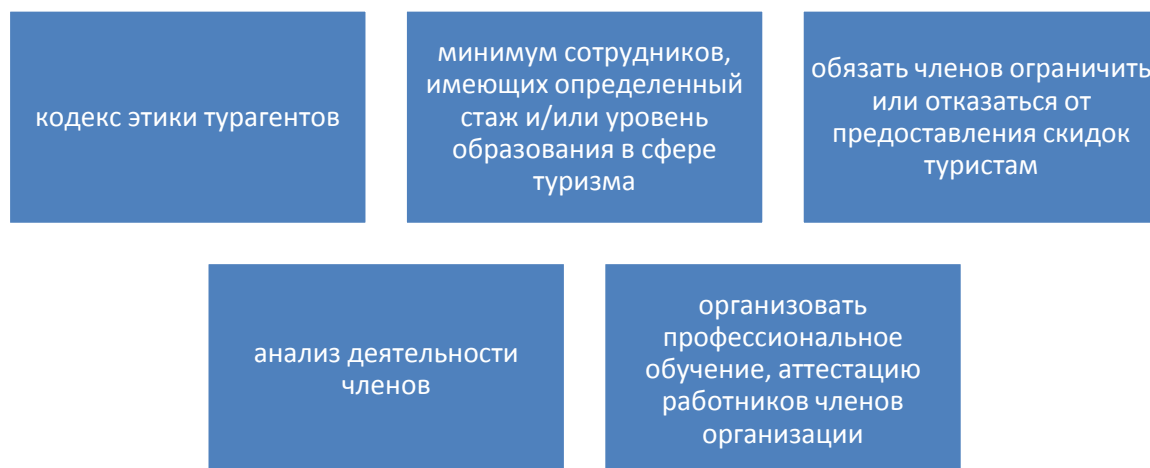 кодекс этики турагентов
минимум сотрудников,
имеющих определенный
стаж и/или уровень
образования в сфере
туризма
обязать членов ограничить
или отказаться от
предоставления скидок
туристам
анализ деятельности
членов
организовать
профессиональное
обучение, аттестацию
работников членов
организации